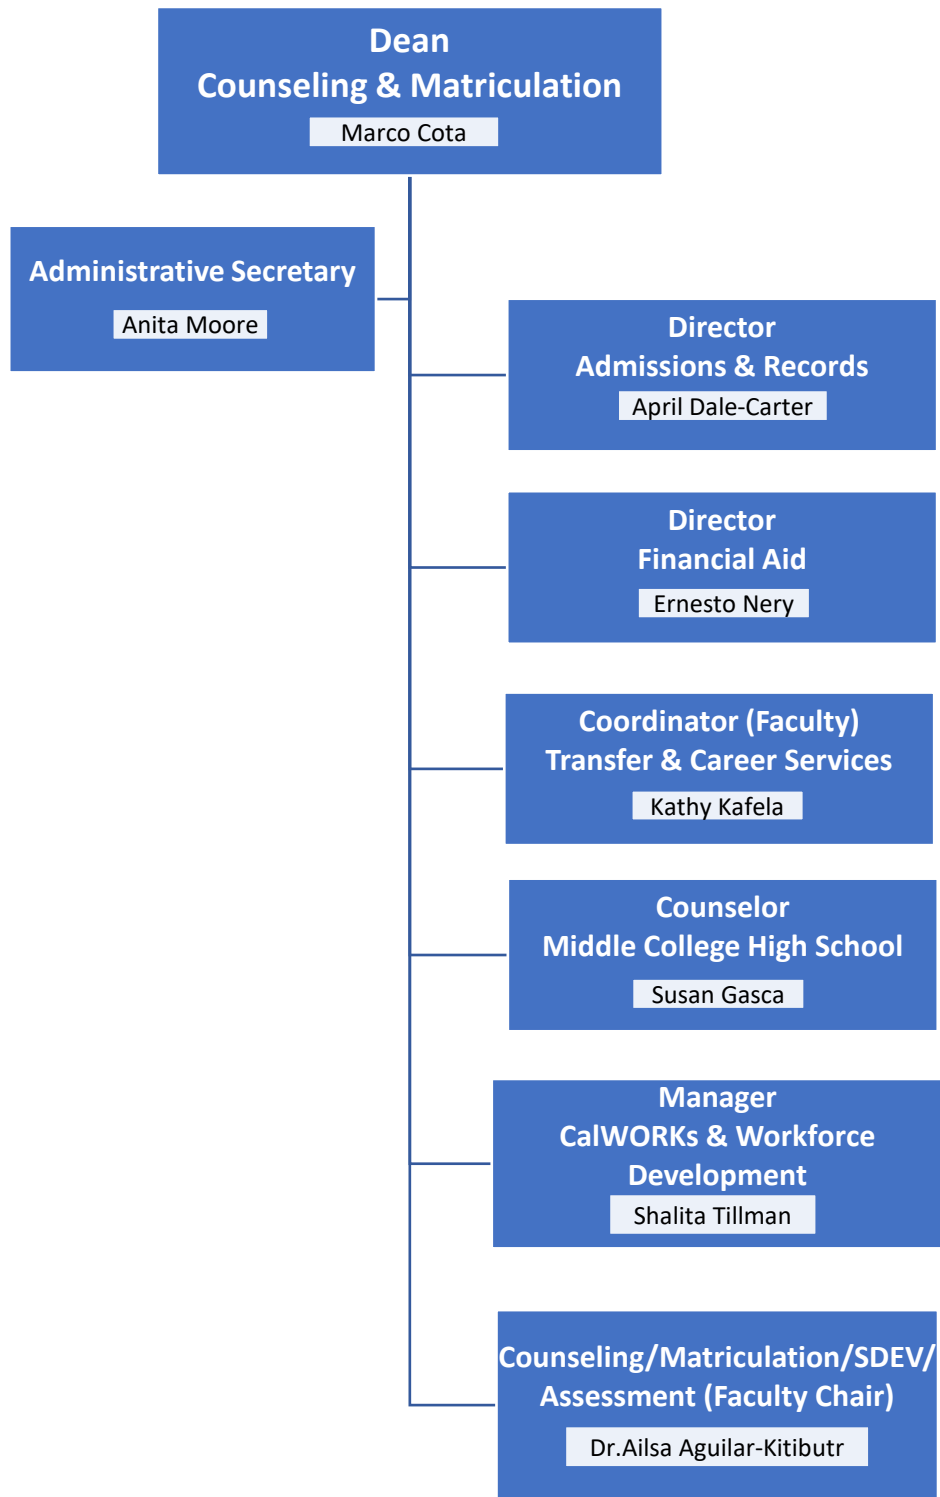 Dean
Counseling & Matriculation
Marco Cota
Administrative Secretary
Anita Moore
Director
Admissions & Records
April Dale-Carter
Director
Financial Aid
Ernesto Nery
Coordinator (Faculty)
Transfer & Career Services
Kathy Kafela
Counselor
Middle College High School
Susan Gasca
Manager
CalWORKs & Workforce
Development
Shalita Tillman
Counseling/Matriculation/SDEV/
Assessment (Faculty Chair)
Dr.Ailsa Aguilar-Kitibutr